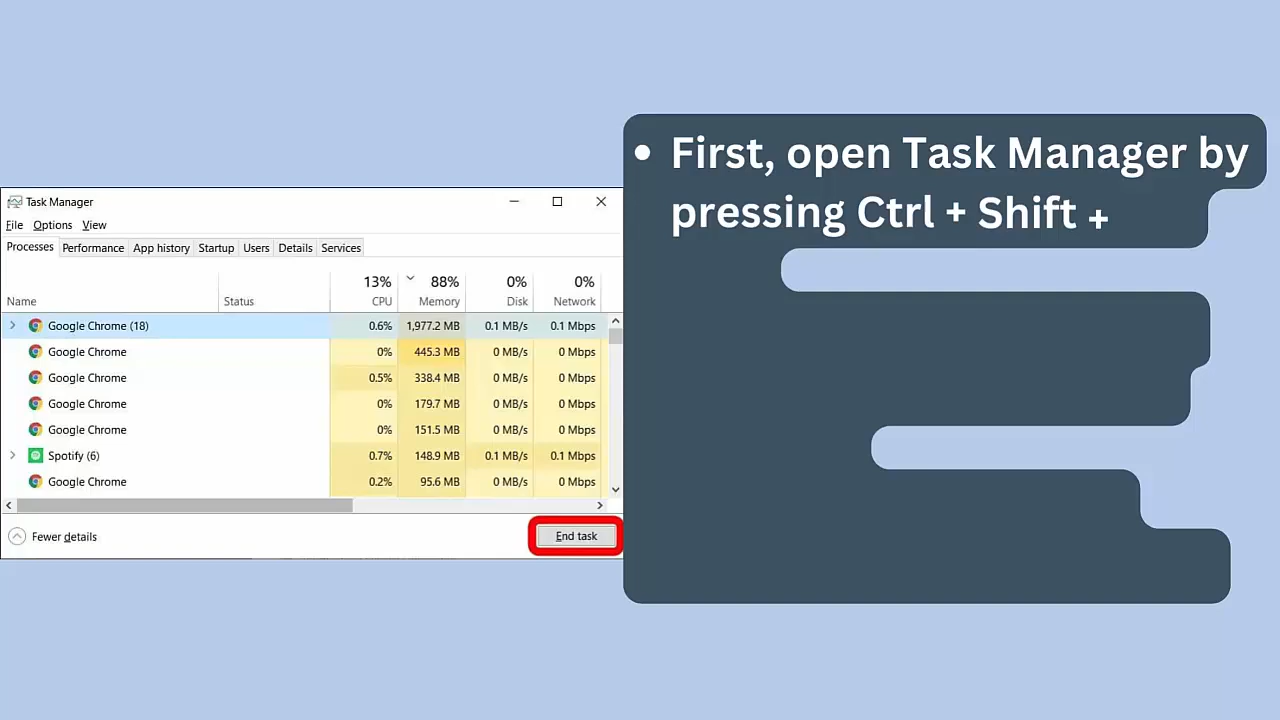 Task Manager
File Options View
Processes Performance App history Startup Users Details Services
13% 88% 0% 0%
Name Status CPU Memory Disk Network
Google Chrome (18) 0.6% 1,977.2 MB 0.1 MB/s 0.1 Mbps
Google Chrome 0% 445.3 MB 0 MB/s 0 Mbps
Google Chrome 0.5% 338.4 MB 0 MB/s 0 Mbps
Google Chrome 0% 179.7 MB 0 MB/s 0 Mbps
Google Chrome 0% 151.5 MB 0 MB/s 0 Mbps
Spotify (6) 0.7% 148.9 MB 0.1 MB/s 0.1 Mbps
Google Chrome 0.2% 95.6 MB 0 MB/s 0 Mbps
Fewer details End task
• First, open Task Manager by
pressing Ctrl + Shift +